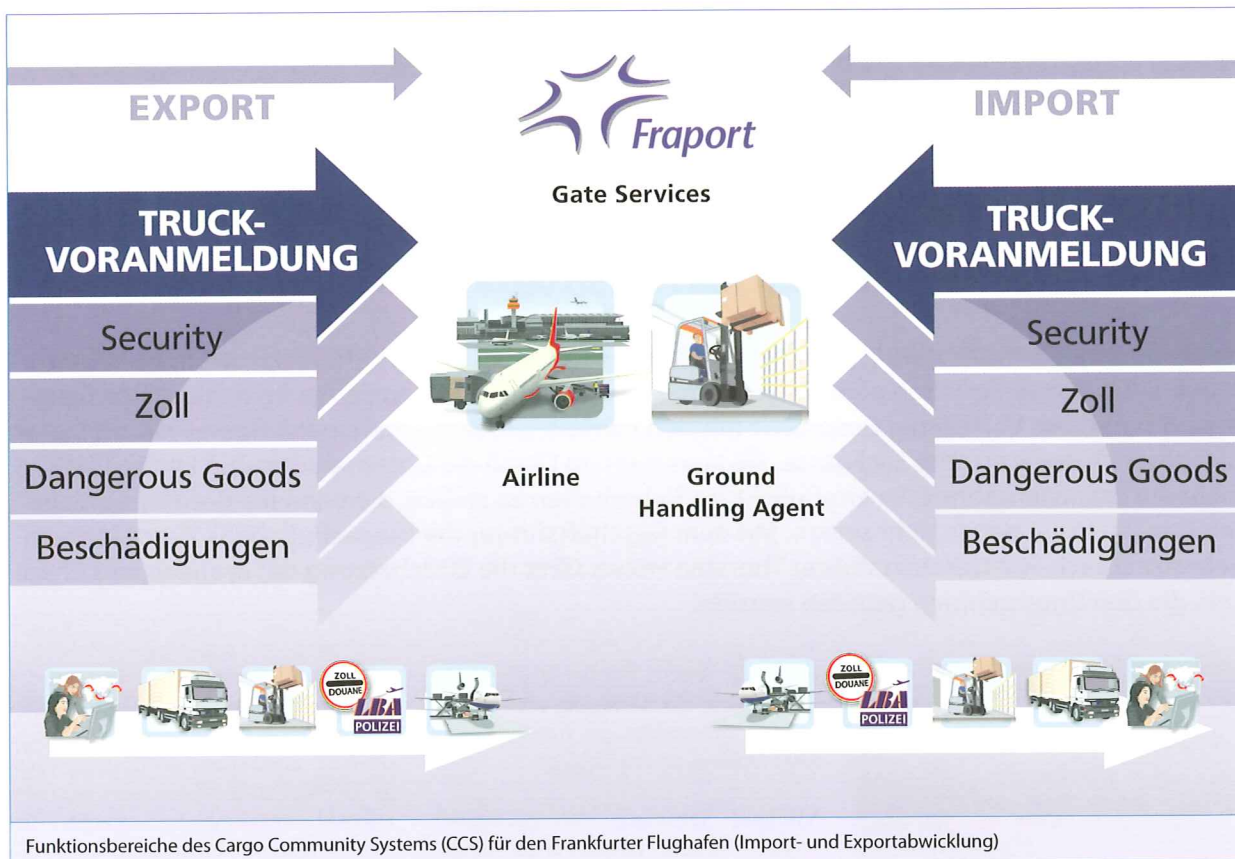 EXPORT
IMPORT
Fraport
Gate Services
TRUCK-
VORANMELDUNG
Security
Zoll
Dangerous Goods
Beschädigungen
Airline
Ground
Handling Agent
TRUCK-
VORANMELDUNG
Security
Zoll
Dangerous Goods
Beschädigungen
ZOLL
DOUANE
LBA
POLIZEI
ZOLL
DOUANE
LBA
POLIZEI
Funktionsbereiche des Cargo Community Systems (CCS) für den Frankfurter Flughafen (Import- und Exportabwicklung)